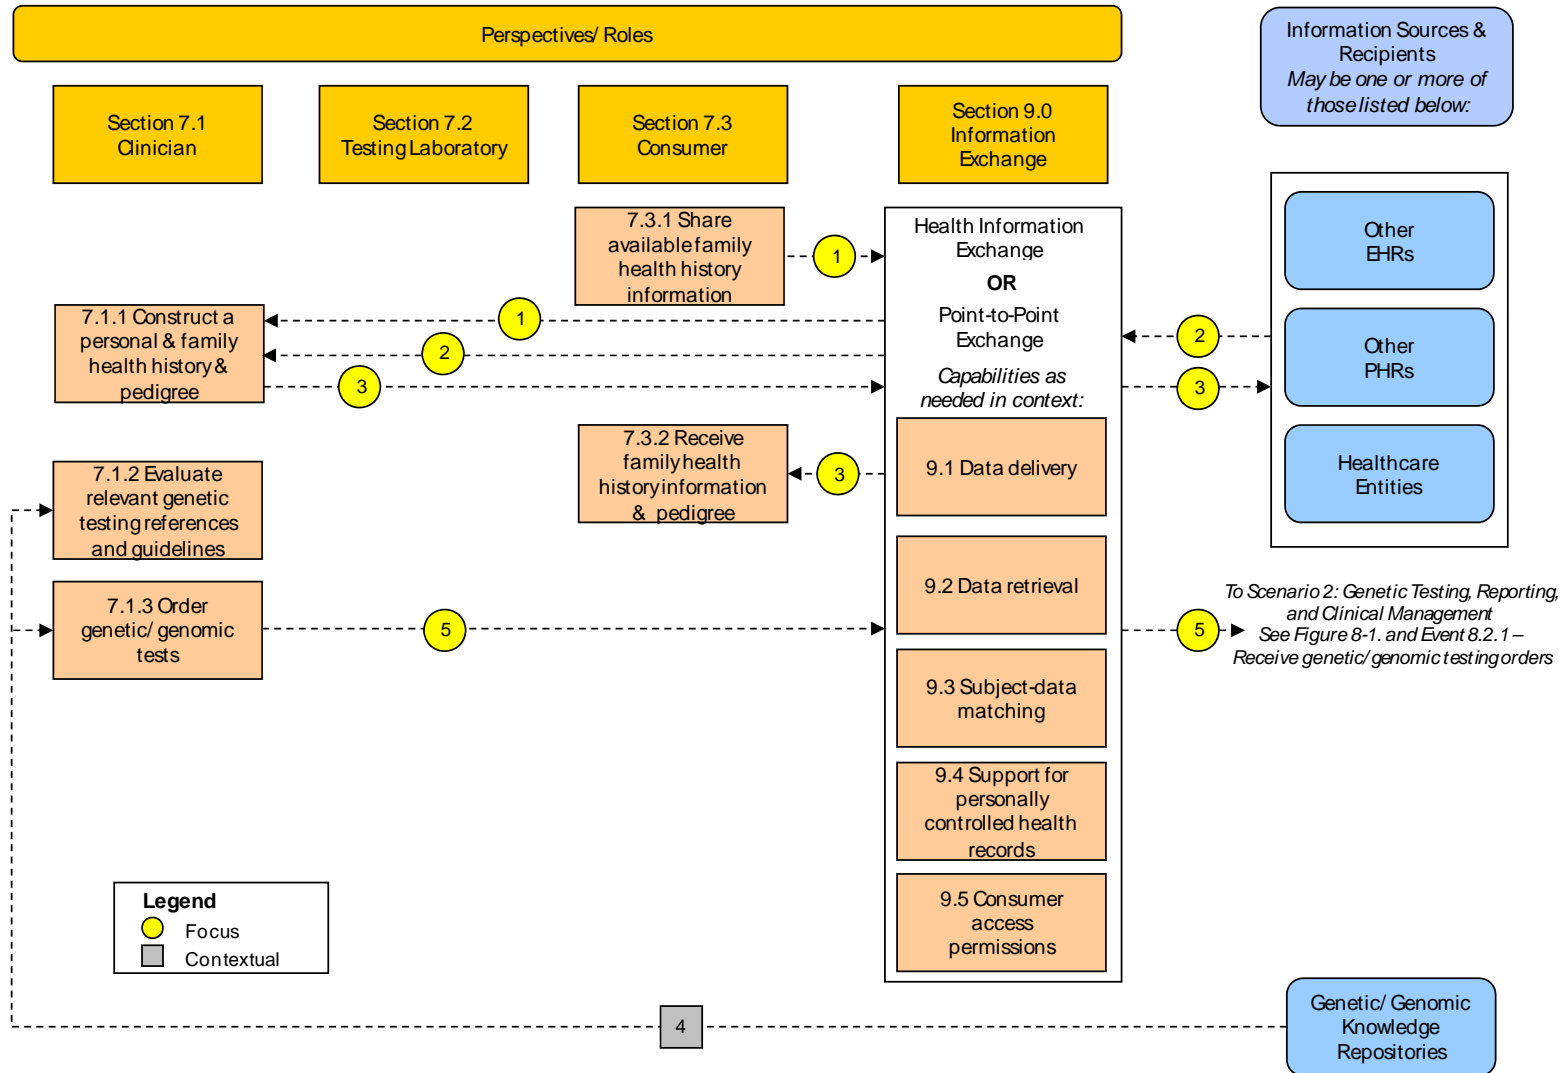 Perspectives/ Roles
Information Sources &
Recipients
May be one or more of
those listed below:
Section 7.1
Clinician
Section 7.2
Testing Laboratory
Section 7.3
Consumer
Section 9.0
Information
Exchange
7.3.1 Share
available family
health history
information
1
Health Information
Exchange
OR
Point-to-Point
Exchange
Capabilities as
needed in context:
Other
EHRs
7.1.1 Construct a
personal & family
health history &
pedigree
1
2
3
2
3
Other
PHRs
7.3.2 Receive
family health
history information
& pedigree
3
9.1 Data delivery
Healthcare
Entities
7.1.2 Evaluate
relevant genetic
testing references
and guidelines
9.2 Data retrieval
7.1.3 Order
genetic/ genomic
tests
5
5
To Scenario 2: Genetic Testing, Reporting,
and Clinical Management
See Figure 8-1. and Event 8.2.1 –
Receive genetic/ genomic testing orders
9.3 Subject-data
matching
9.4 Support for
personally
controlled health
records
9.5 Consumer
access
permissions
Legend
Focus
Contextual
4
Genetic/ Genomic
Knowledge
Repositories